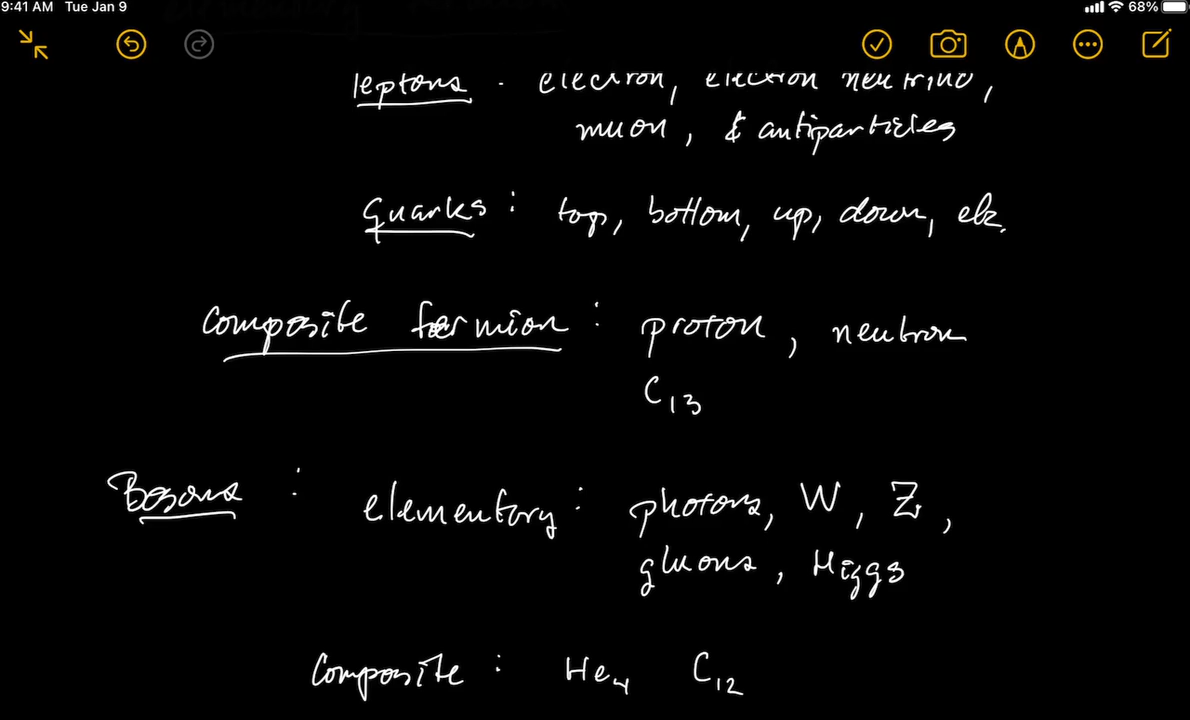 9:41 AM Tue Jan 9 68%
leptons : electron, electron neutrino,
muon, & antiparticles
quarks : top, bottom, up, down, etc.
composite fermion : proton, neutron
C13
Bosons : elementary : photons, W, Z,
gluons, Higgs
Composite : He4 C12